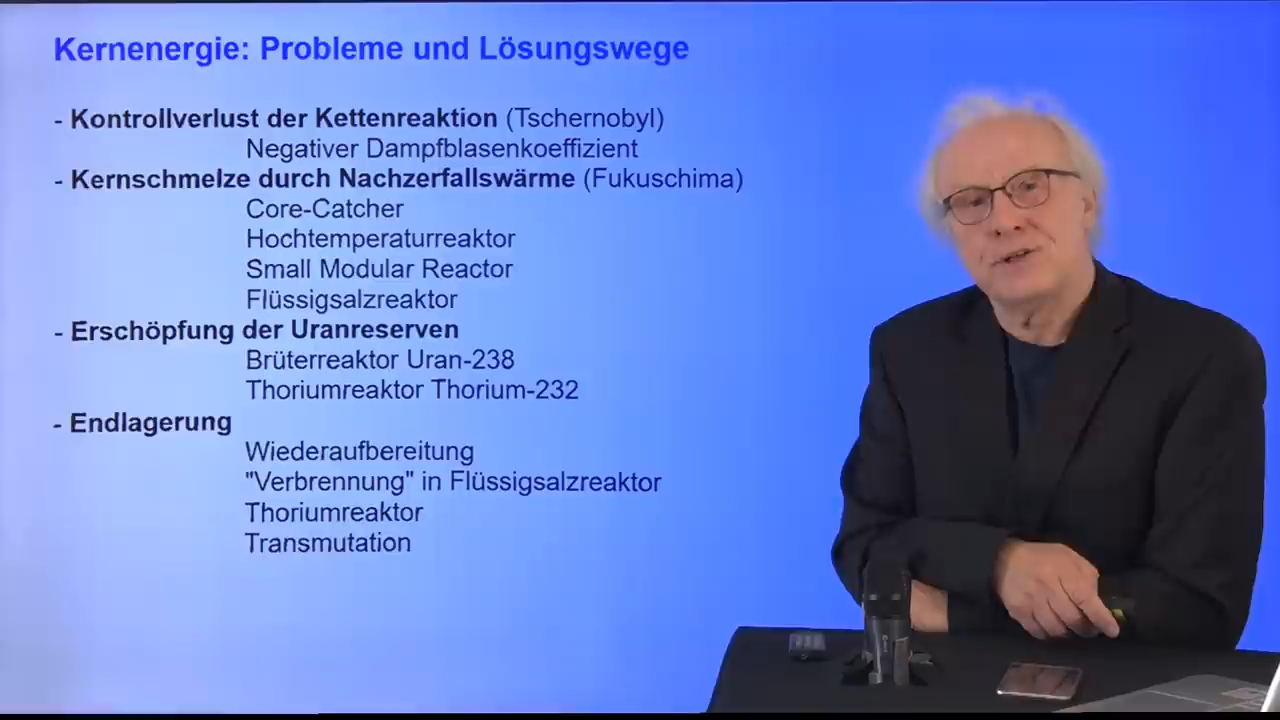 Kernenergie: Probleme und Lösungswege
- Kontrollverlust der Kettenreaktion (Tschernobyl)
Negativer Dampfblasenkoeffizient
- Kernschmelze durch Nachzerfallswärme (Fukuschima)
Core-Catcher
Hochtemperaturreaktor
Small Modular Reactor
Flüssigsalzreaktor
- Erschöpfung der Uranreserven
Brüterreaktor Uran-238
Thoriumreaktor Thorium-232
- Endlagerung
Wiederaufbereitung
"Verbrennung" in Flüssigsalzreaktor
Thoriumreaktor
Transmutation